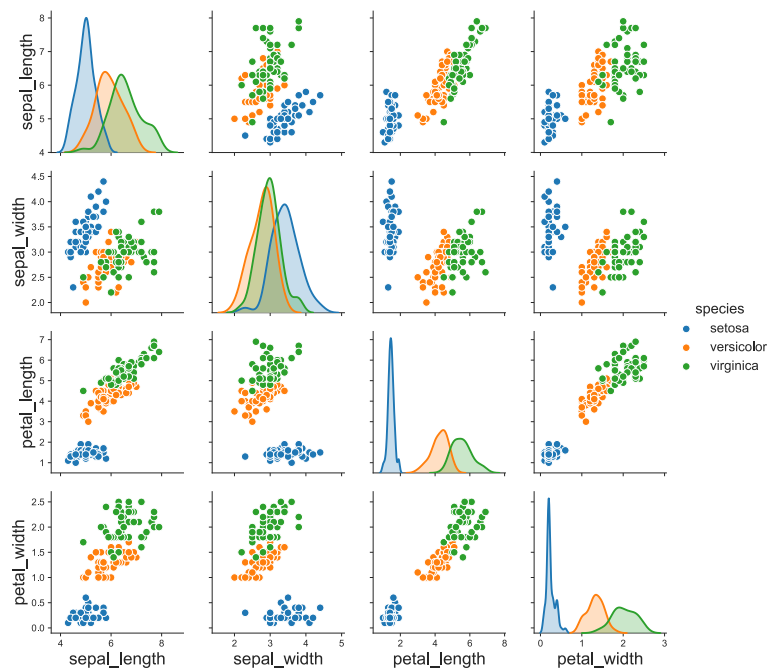 8
7
6
5
4
sepal_length
4.5
4.0
3.5
3.0
2.5
2.0
sepal_width
species
setosa
versicolor
virginica
7
6
5
4
3
2
1
petal_length
2.5
2.0
1.5
1.0
0.5
0.0
petal_width
4 6 8 2 3 4 5 2 4 6 8 0 1 2 3
sepal_length sepal_width petal_length petal_width